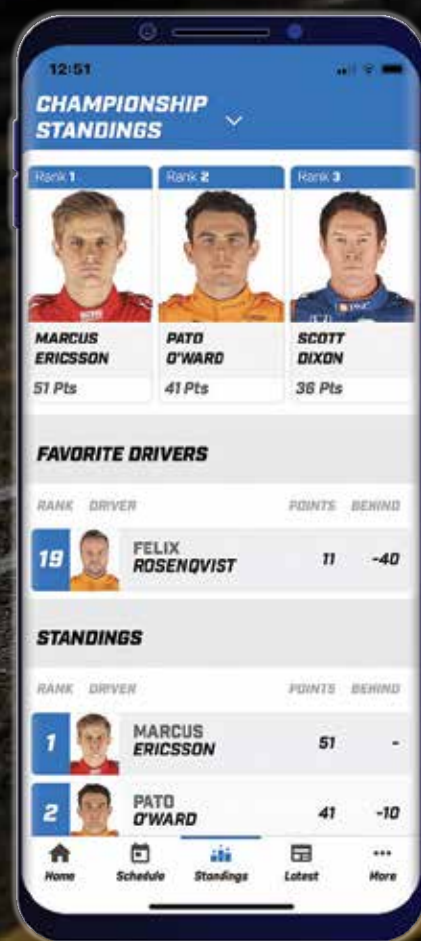 12:51
CHAMPIONSHIP
STANDINGS
Rank 1
Rank 2
Rank 3
MARCUS
ERICSSON
PATO
O'WARD
SCOTT
DIXON
51 Pts
41 Pts
36 Pts
FAVORITE DRIVERS
RANK DRIVER POINTS BEHIND
19 FELIX ROSENQVIST 11 -40
STANDINGS
RANK DRIVER POINTS BEHIND
1 MARCUS ERICSSON 51 -
2 PATO O'WARD 41 -10
Home Schedule Standings Latest More